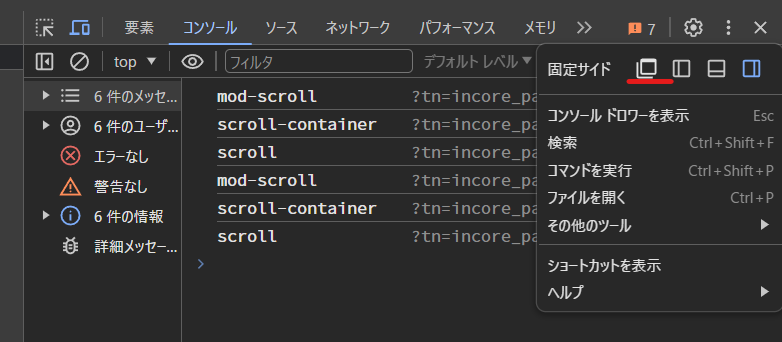 要素 コンソール ソース ネットワーク パフォーマンス メモリ 7
top フィルタ デフォルト レベル
6 件のメッセ...
6 件のユーザ...
エラーなし
警告なし
6 件の情報
詳細メッセー...
mod-scroll ?tn=incore_pa
scroll-container ?tn=incore_pa
scroll ?tn=incore_pa
mod-scroll ?tn=incore_pa
scroll-container ?tn=incore_pa
scroll ?tn=incore_pa
固定サイド
コンソール ドロワーを表示 Esc
検索 Ctrl+Shift+F
コマンドを実行 Ctrl+Shift+P
ファイルを開く Ctrl+P
その他のツール
ショートカットを表示
ヘルプ